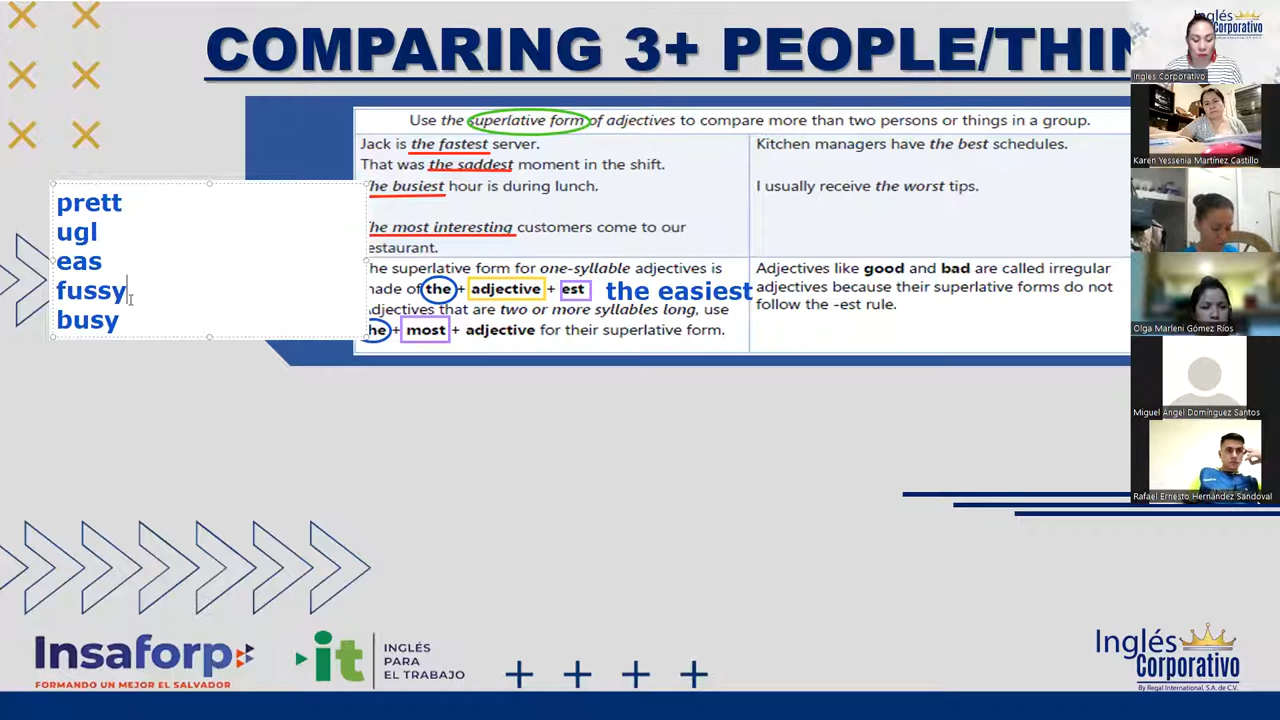 COMPARING 3+ PEOPLE/THIN
Use the superlative form of adjectives to compare more than two persons or things in a group.
Jack is the fastest server.
That was the saddest moment in the shift.
The busiest hour is during lunch.
The most interesting customers come to our
estaurant.
Kitchen managers have the best schedules.
I usually receive the worst tips.
prett
ugl
eas
fussy
busy
he superlative form for one-syllable adjectives is
made of the + adjective + est
the easiest
djectives that are two or more syllables long, use
he + most + adjective for their superlative form.
Adjectives like good and bad are called irregular
adjectives because their superlative forms do not
follow the -est rule.
Inglés
Corporativo
Ingles Corporativo
Karen Yessenia Martínez Castillo
Olga Marleni Gómez Ríos
Miguel Angel Domínguez Santos
Rafael Ernesto Hernández Sandoval
Insaforp
FORMANDO UN MEJOR EL SALVADOR
it
INGLÉS
PARA
EL TRABAJO
Inglés
Corporativo
By Regal International, S.A. de C.V.